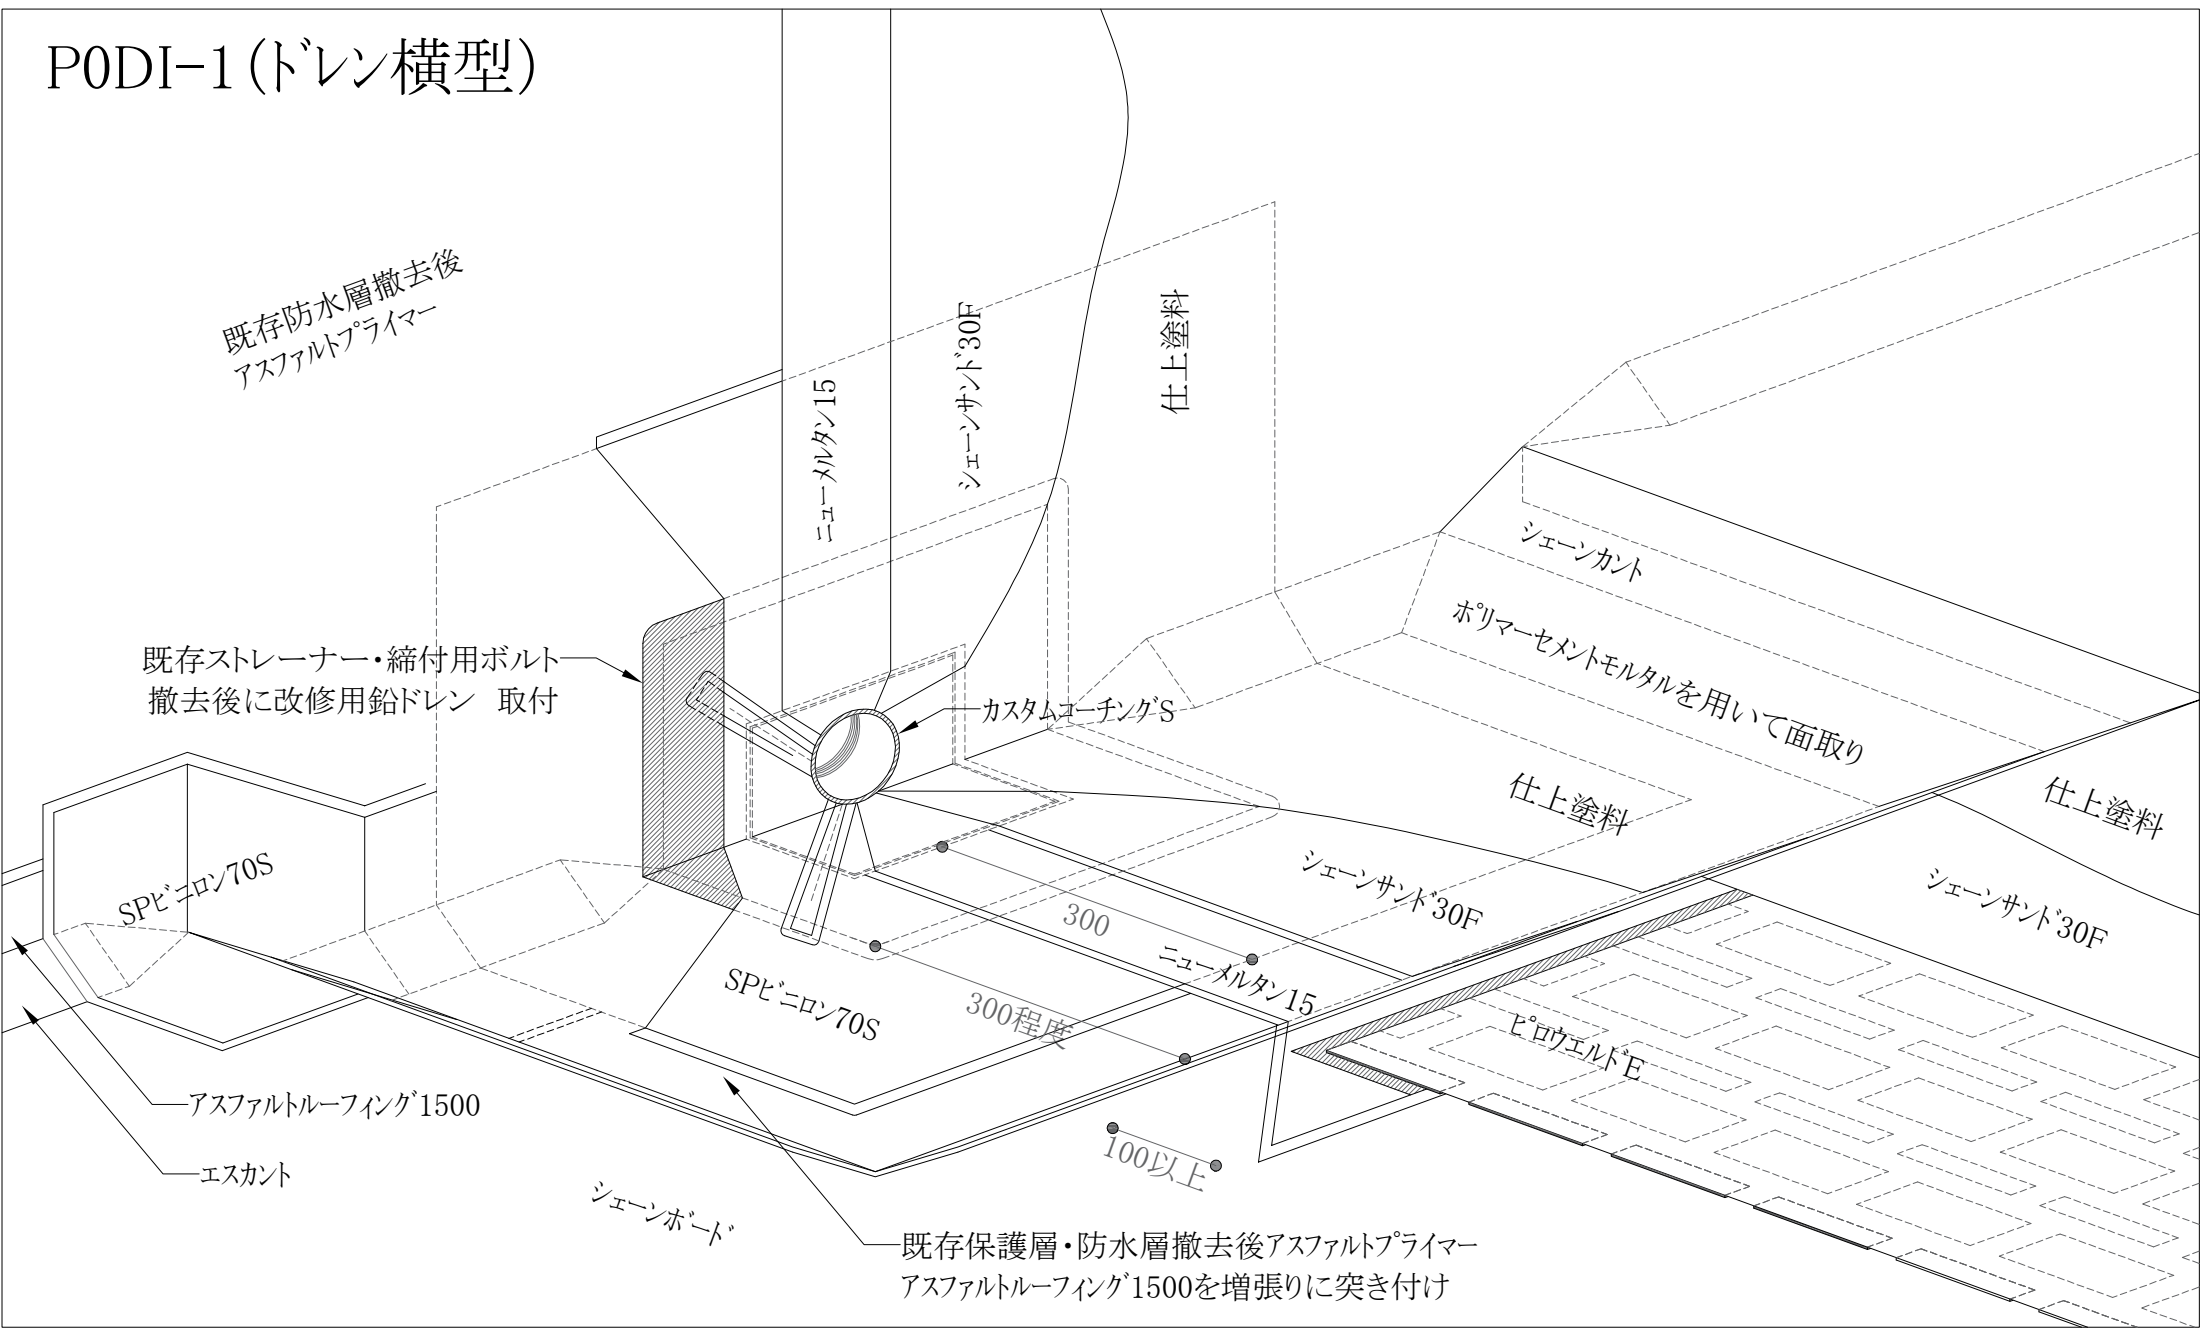 P0DI-1(ﾄﾞﾚﾝ横型)
既存防水層撤去後
ｱｽﾌｧﾙﾄﾌﾟﾗｲﾏｰ
ﾆｭｰﾒﾙﾀﾝ15
ｼｪｰﾝｻﾝﾄﾞ30F
仕上塗料
ｼｪｰﾝｶﾝﾄ
ﾎﾟﾘﾏｰｾﾒﾝﾄﾓﾙﾀﾙを用いて面取り
既存ストレーナー・締付用ボルト
撤去後に改修用鉛ドレン 取付
ｶｽﾀﾑｺｰﾁﾝｸﾞS
仕上塗料
仕上塗料
SPﾋﾞﾆﾛﾝ70S
ｼｪｰﾝｻﾝﾄﾞ30F
ｼｪｰﾝｻﾝﾄﾞ30F
300
ﾆｭｰﾒﾙﾀﾝ15
SPﾋﾞﾆﾛﾝ70S
300程度
ﾋﾟﾛｳｴﾙﾄﾞE
ｱｽﾌｧﾙﾄﾙｰﾌｨﾝｸﾞ1500
ｴｽｶﾝﾄ
100以上
ｼｪｰﾝﾎﾞｰﾄﾞ
既存保護層・防水層撤去後ｱｽﾌｧﾙﾄﾌﾟﾗｲﾏｰ
ｱｽﾌｧﾙﾄﾙｰﾌｨﾝｸﾞ1500を増張りに突き付け